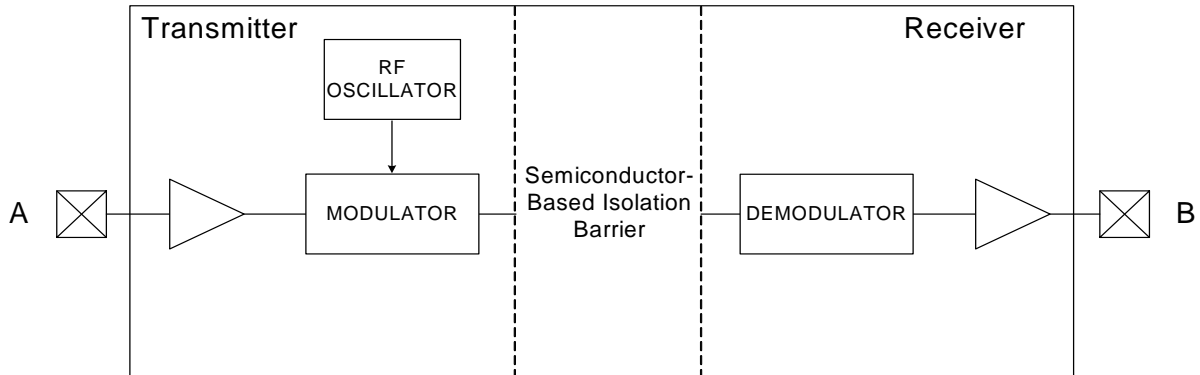 Transmitter
Receiver
RF
OSCILLATOR
A
MODULATOR
Semiconductor-
Based Isolation
Barrier
DEMODULATOR
B